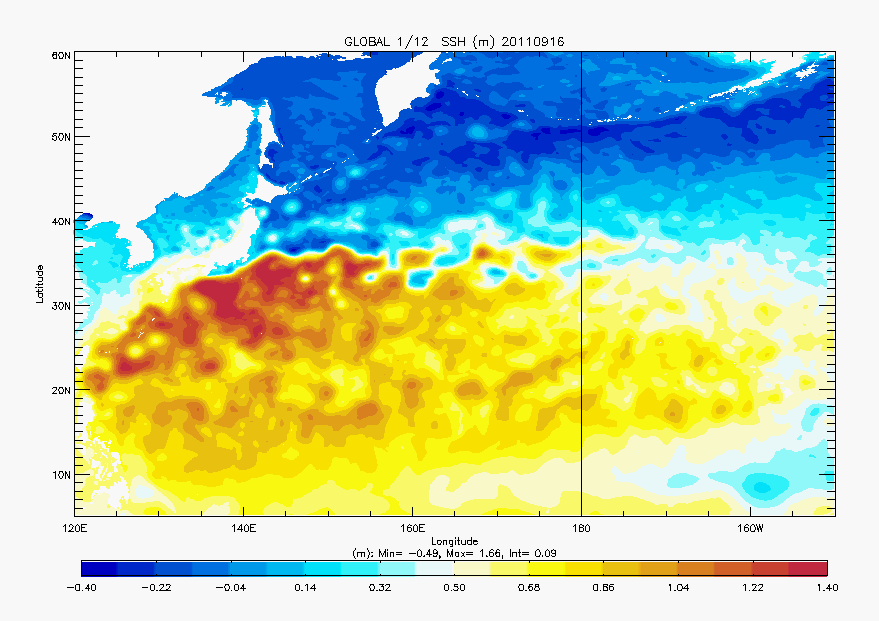 GLOBAL 1/12 SSH (m) 20110916
60N
50N
40N
30N
20N
10N
Latitude
120E 140E 160E 180 160W
Longitude
(m): Min= -0.49, Max= 1.66, Int= 0.09
-0.40 -0.22 -0.04 0.14 0.32 0.50 0.68 0.86 1.04 1.22 1.40